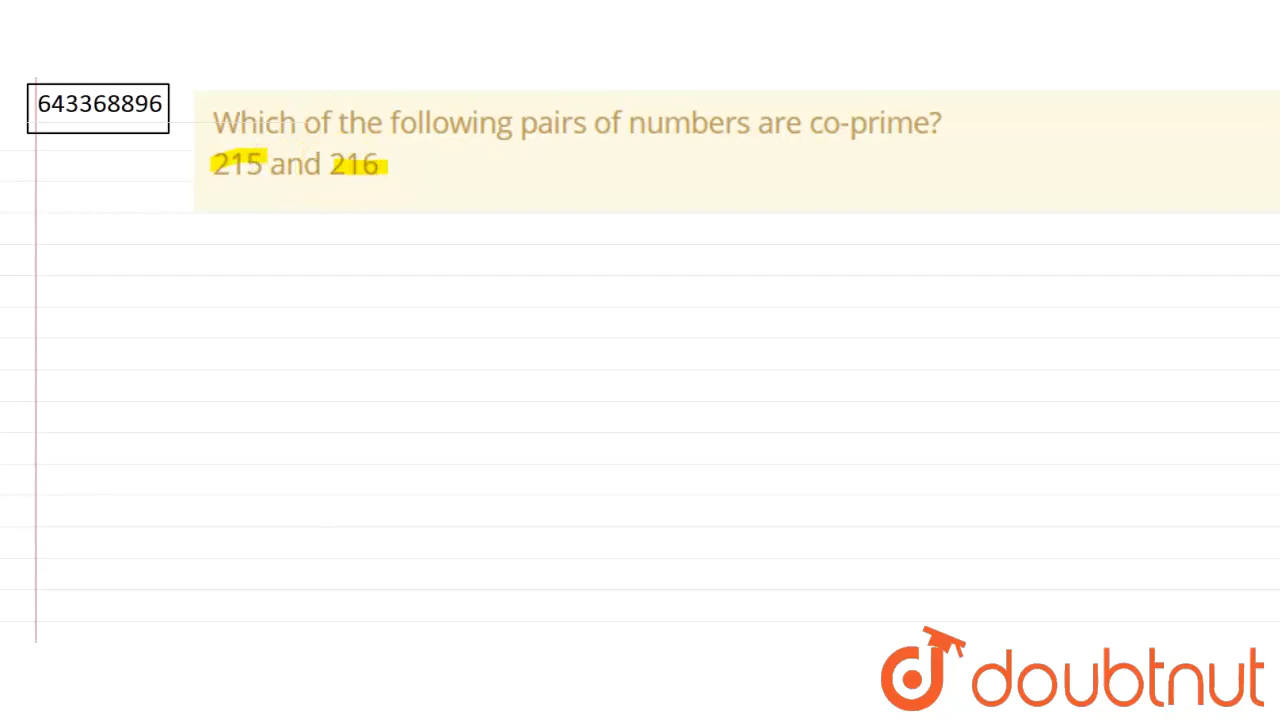 643368896
Which of the following pairs of numbers are co-prime?
215 and 216
doubtnut